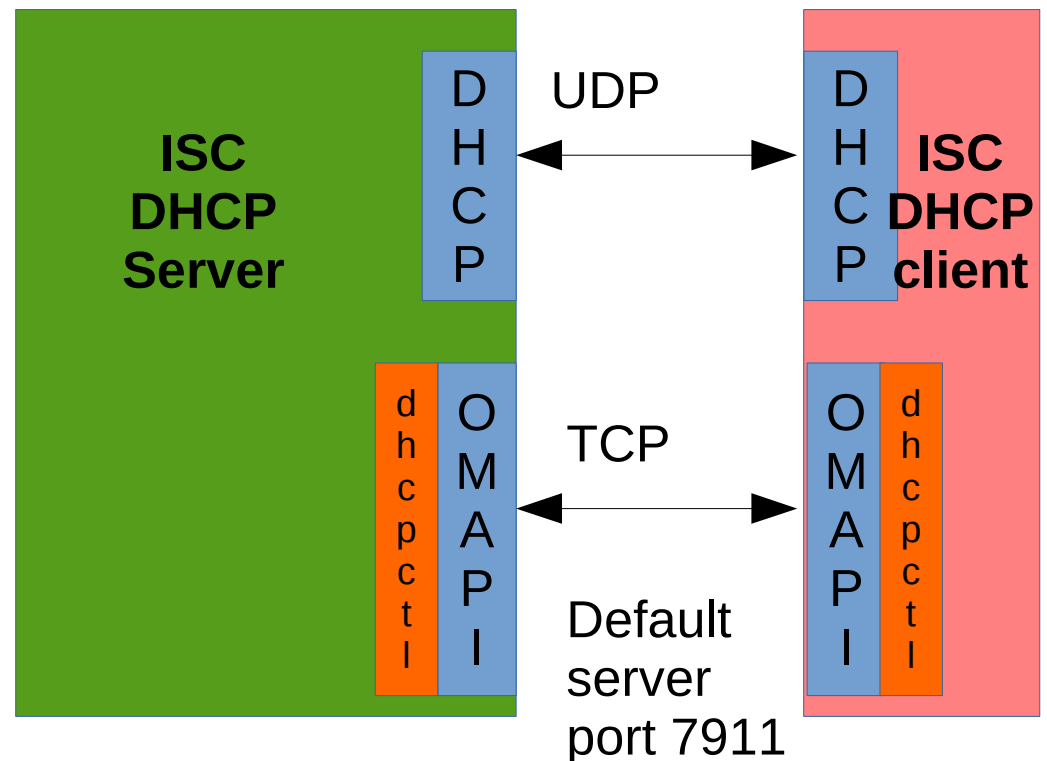 ISC
DHCP
Server
DHCP
UDP
DHCP
ISC
DHCP
client
dhcpctl
OMAPI
TCP
Default
server
port 7911
OMAPI
dhcpctl